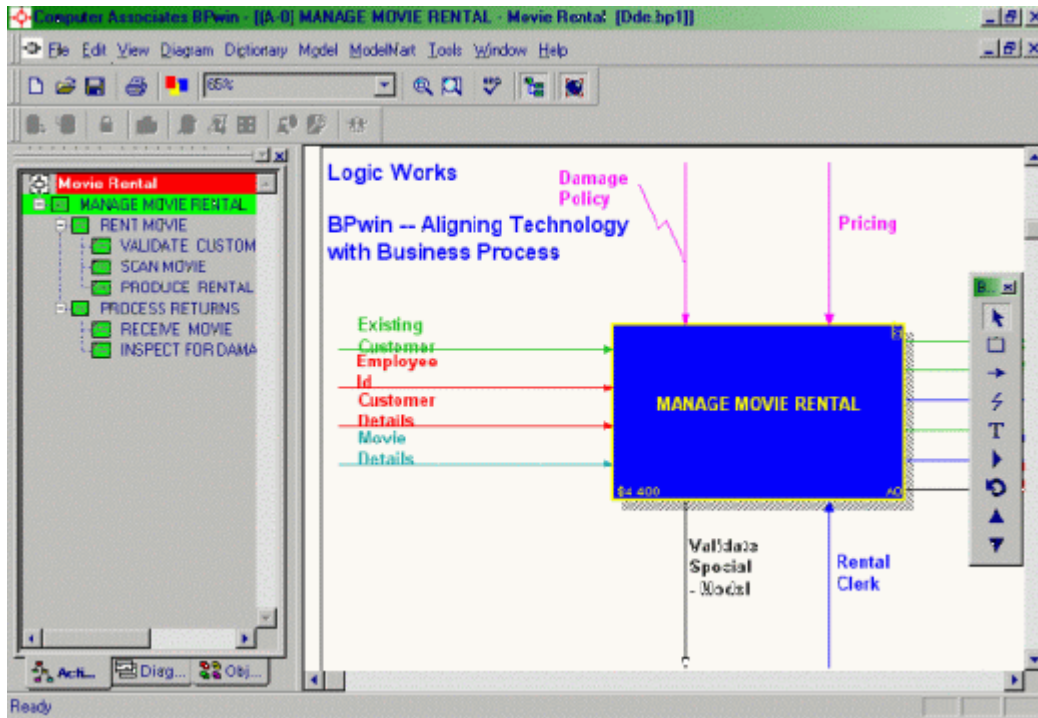 Computer Associates BPwin - [[A-0] MANAGE MOVIE RENTAL - Movie Rental [Dde.bp1]]
File Edit View Diagram Dictionary Model ModelMart Tools Window Help
65%
Movie Rental
MANAGE MOVIE RENTAL
RENT MOVIE
VALIDATE CUSTOM
SCAN MOVIE
PRODUCE RENTAL
PROCESS RETURNS
RECEIVE MOVIE
INSPECT FOR DAMA
Acti...
Diag...
Obj...
Logic Works
BPwin -- Aligning Technology
with Business Process
Damage
Policy
Pricing
Existing
Customer
Employee
Id
Customer
Details
Movie
Details
MANAGE MOVIE RENTAL
$4,400
A0
Validate
Special
- Model
Rental
Clerk
B...
T
Ready